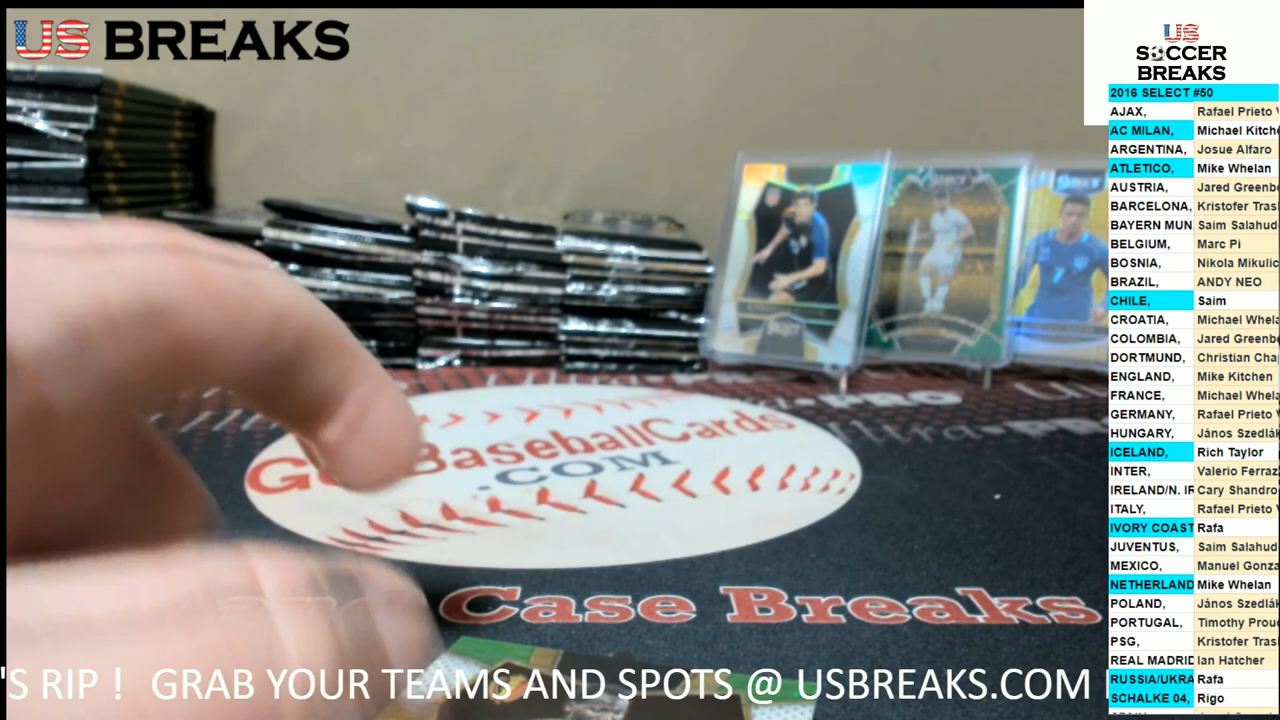 US BREAKS
US
SOCCER
BREAKS
2016 SELECT #50
AJAX, Rafael Prieto
AC MILAN, Michael Kitch
ARGENTINA, Josue Alfaro
ATLETICO, Mike Whelan
AUSTRIA, Jared Greenb
BARCELONA, Kristofer Tras
BAYERN MUN Saim Salahud
BELGIUM, Marc Pi
BOSNIA, Nikola Mikulic
BRAZIL, ANDY NEO
CHILE, Saim
CROATIA, Michael Whela
COLOMBIA, Jared Greenb
DORTMUND, Christian Cha
ENGLAND, Mike Kitchen
FRANCE, Michael Whela
GERMANY, Rafael Prieto
HUNGARY, János Szedlák
ICELAND, Rich Taylor
INTER, Valerio Ferraz
IRELAND/N. IR Cary Shandro
ITALY, Rafael Prieto
IVORY COAST Rafa
JUVENTUS, Saim Salahud
MEXICO, Manuel Gonza
NETHERLAND Mike Whelan
POLAND, János Szedlák
PORTUGAL, Timothy Prou
PSG, Kristofer Tras
REAL MADRID Ian Hatcher
RUSSIA/UKRA Rafa
SCHALKE 04, Rigo
BaseballCards
.COM
PRO
Case Breaks
'S RIP ! GRAB YOUR TEAMS AND SPOTS @ USBREAKS.COM